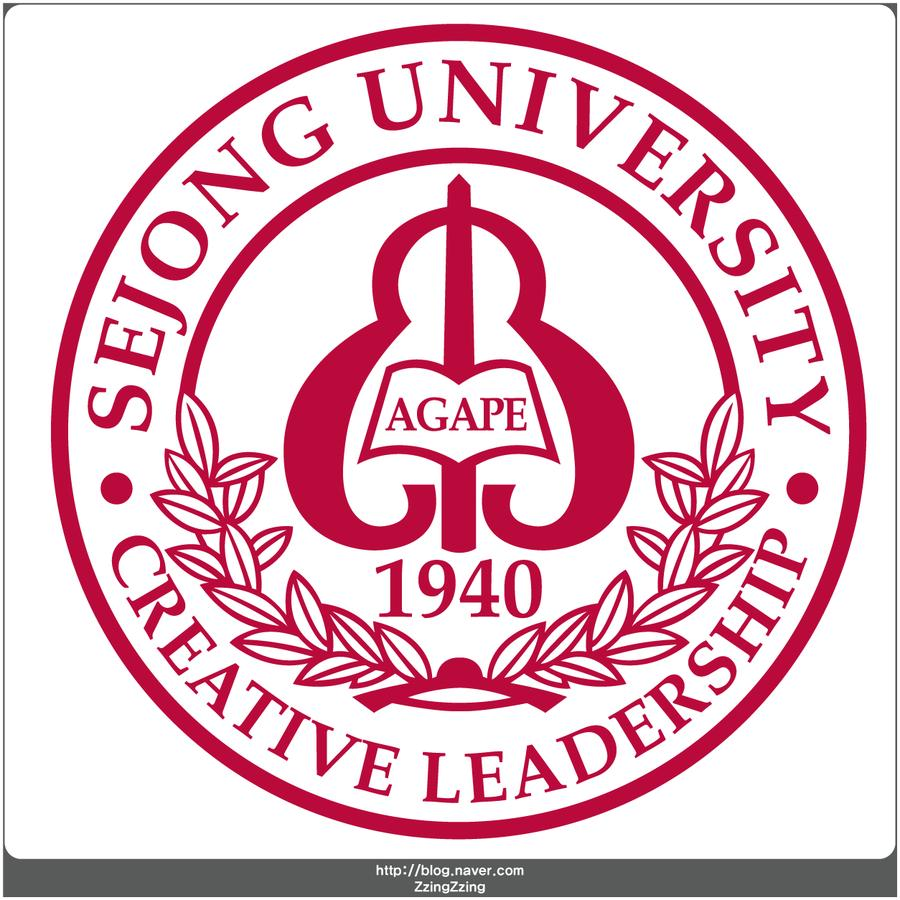 SEJONG UNIVERSITY
AGAPE
1940
CREATIVE LEADERSHIP
http://blog.naver.com
ZzingZzing